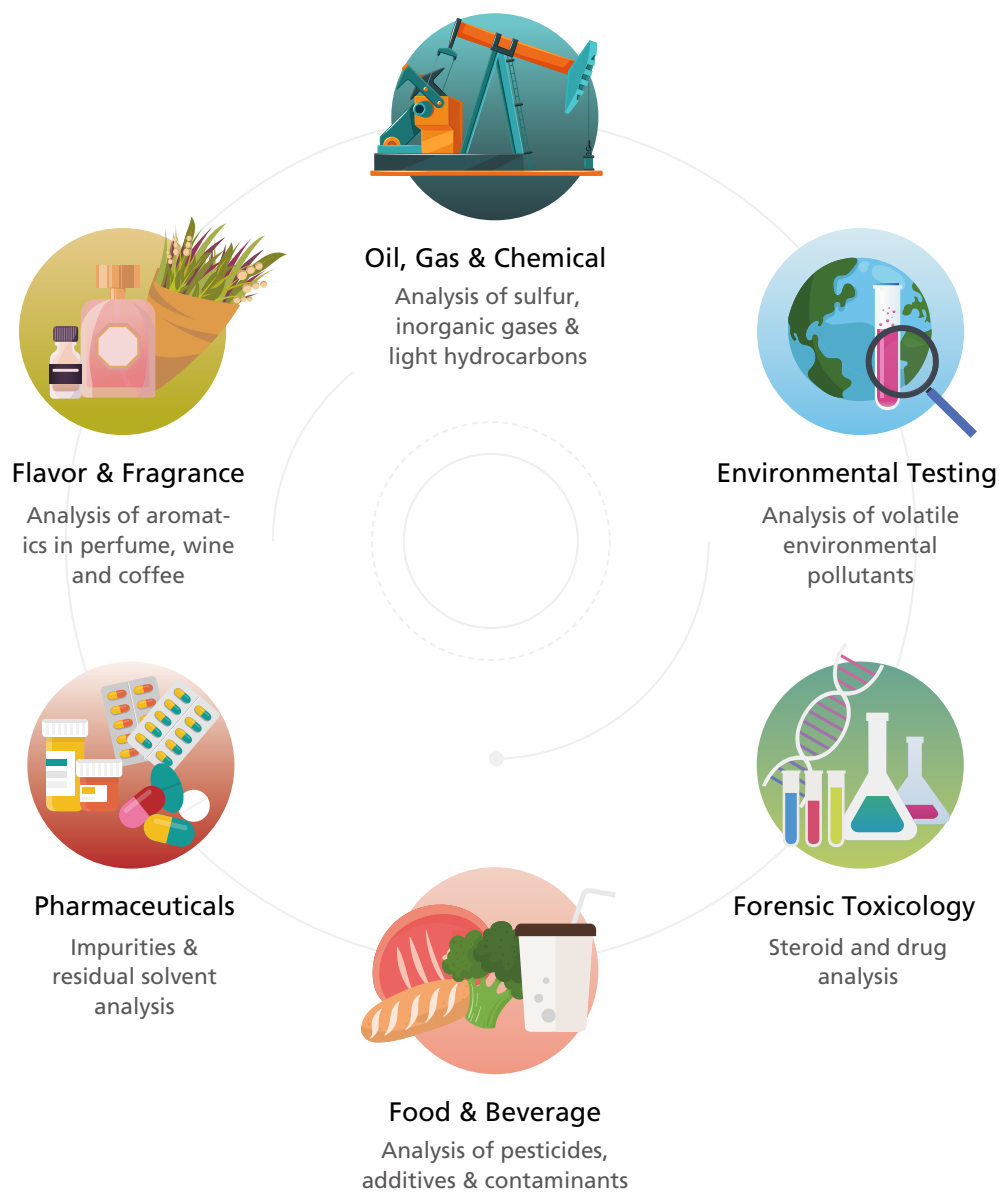 Oil, Gas & Chemical
Analysis of sulfur,
inorganic gases &
light hydrocarbons
Flavor & Fragrance
Analysis of aromat-
ics in perfume, wine
and coffee
Environmental Testing
Analysis of volatile
environmental
pollutants
Pharmaceuticals
Impurities &
residual solvent
analysis
Forensic Toxicology
Steroid and drug
analysis
Food & Beverage
Analysis of pesticides,
additives & contaminants